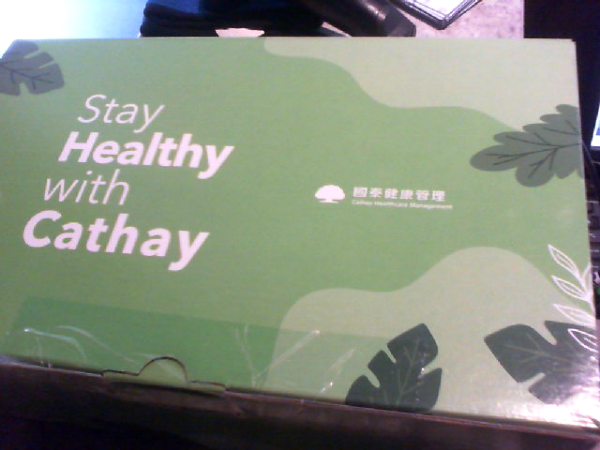 Stay
Healthy
with
Cathay
國泰健康管理
Cathay Healthcare Management